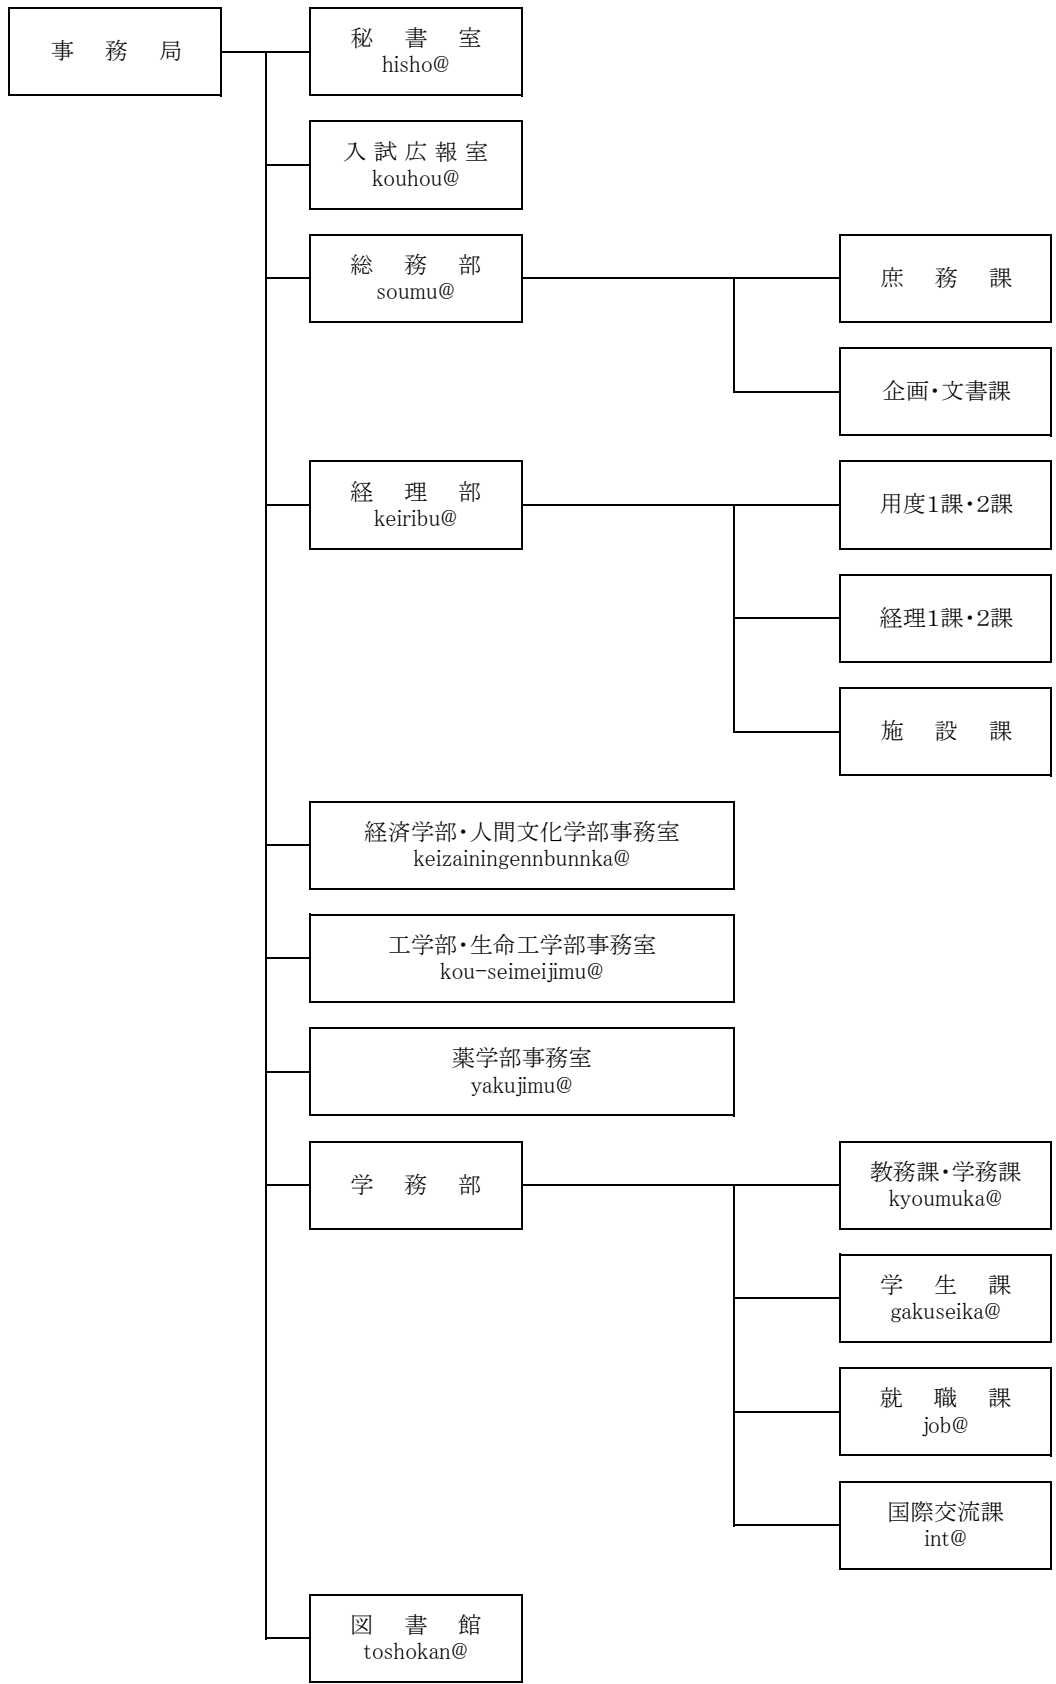 事務局
秘書室
hisho@
入試広報室
kouhou@
総務部
soumu@
庶務課
企画・文書課
経理部
keiribu@
用度1課・2課
経理1課・2課
施設課
経済学部・人間文化学部事務室
keizainingennbunnka@
工学部・生命工学部事務室
kou-seimeijimu@
薬学部事務室
yakujimu@
学務部
教務課・学務課
kyoumuka@
学生課
gakuseika@
就職課
job@
国際交流課
int@
図書館
toshokan@